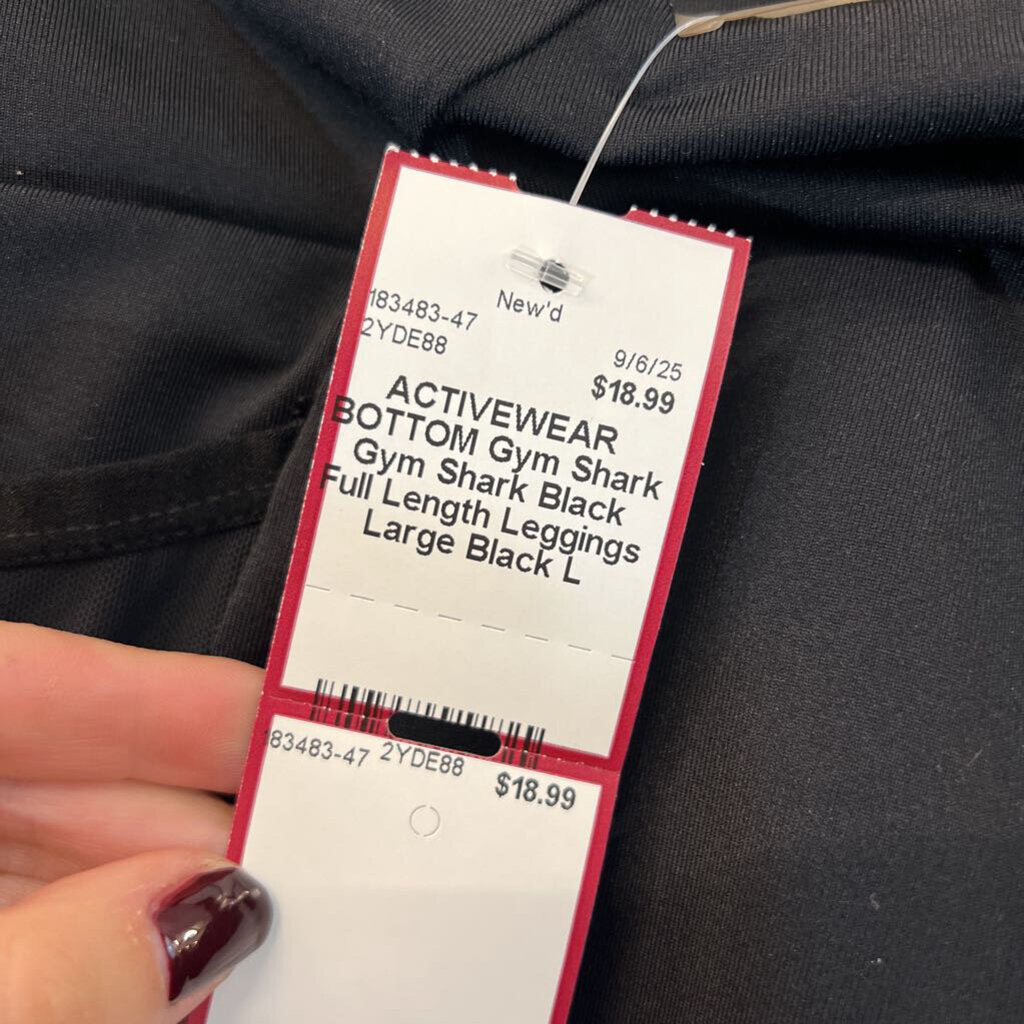 New'd
183483-47
2YDE88
9/6/25
$18.99
ACTIVEWEAR
BOTTOM Gym Shark
Gym Shark Black
Full Length Leggings
Large Black L
83483-47 2YDE88 $18.99